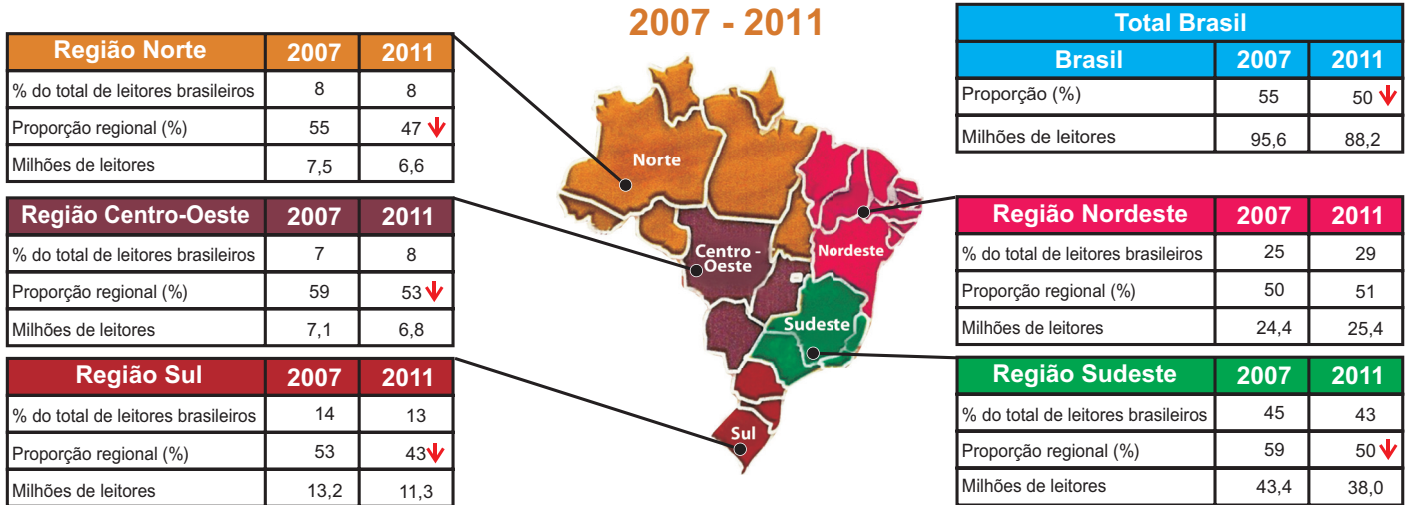 2007 - 2011
Região Norte 2007 2011
% do total de leitores brasileiros 8 8
Proporção regional (%) 55 47
Milhões de leitores 7,5 6,6
Região Centro-Oeste 2007 2011
% do total de leitores brasileiros 7 8
Proporção regional (%) 59 53
Milhões de leitores 7,1 6,8
Região Sul 2007 2011
% do total de leitores brasileiros 14 13
Proporção regional (%) 53 43
Milhões de leitores 13,2 11,3
Norte
Centro -
Oeste
Nordeste
Sudeste
Sul
Total Brasil
Brasil 2007 2011
Proporção (%) 55 50
Milhões de leitores 95,6 88,2
Região Nordeste 2007 2011
% do total de leitores brasileiros 25 29
Proporção regional (%) 50 51
Milhões de leitores 24,4 25,4
Região Sudeste 2007 2011
% do total de leitores brasileiros 45 43
Proporção regional (%) 59 50
Milhões de leitores 43,4 38,0